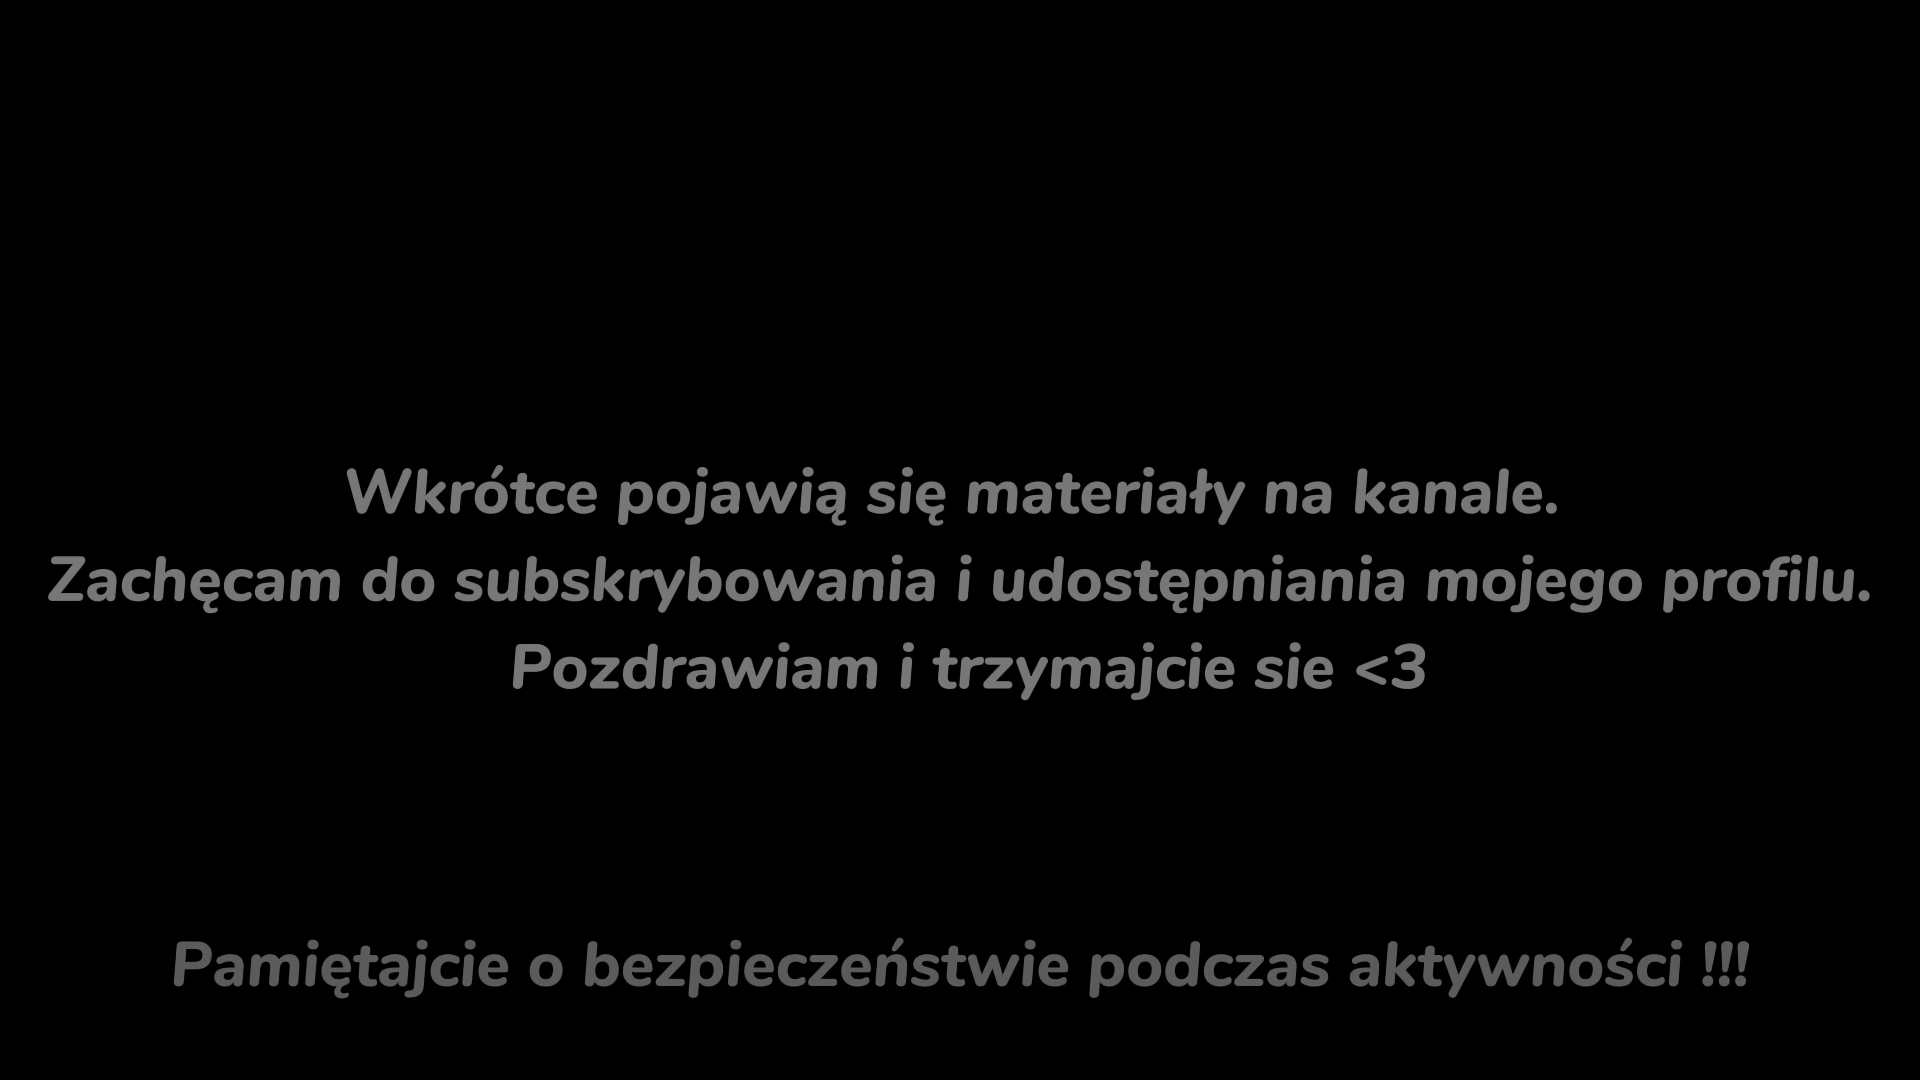 Wkrótce pojawią się materiały na kanale.
Zachęcam do subskrybowania i udostępniania mojego profilu.
Pozdrawiam i trzymajcie sie <3
Pamiętajcie o bezpieczeństwie podczas aktywności !!!